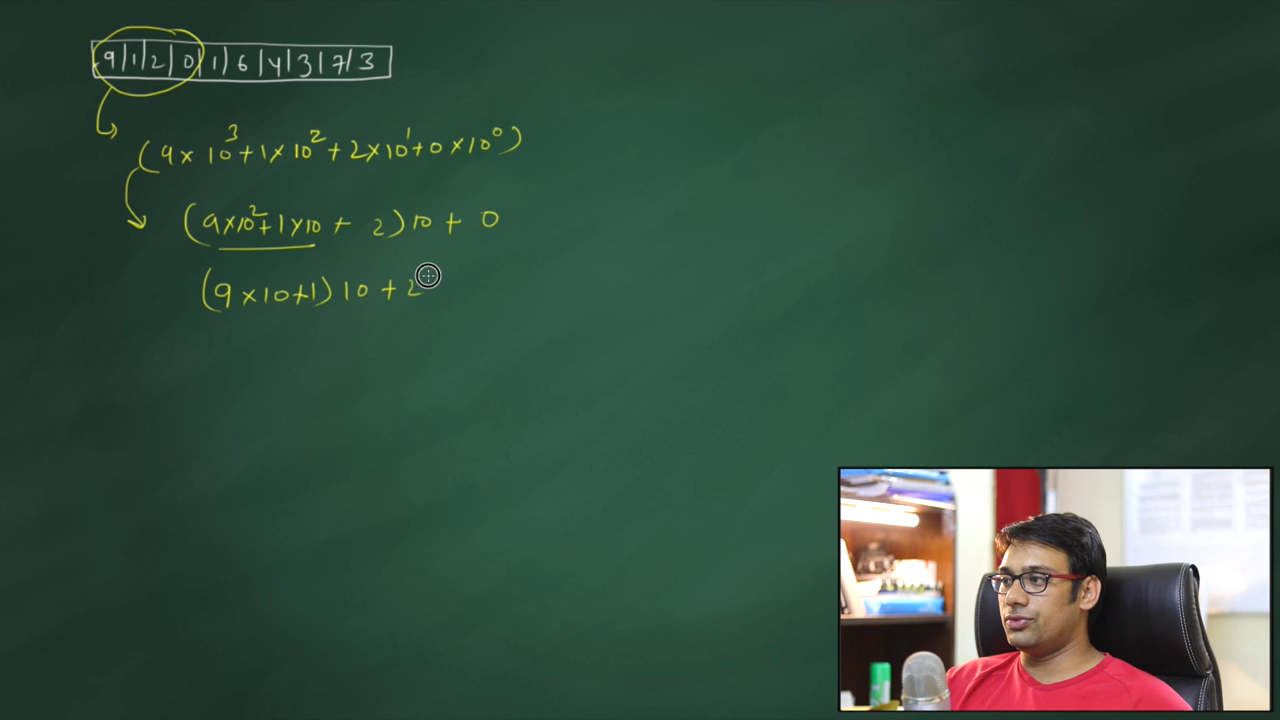 9|1|2|0|1|6|4|3|7|3
(9×10³+1×10²+2×10¹+0×10⁰)
(9×10²+1×10 + 2)10 + 0
(9×10+1)10+2